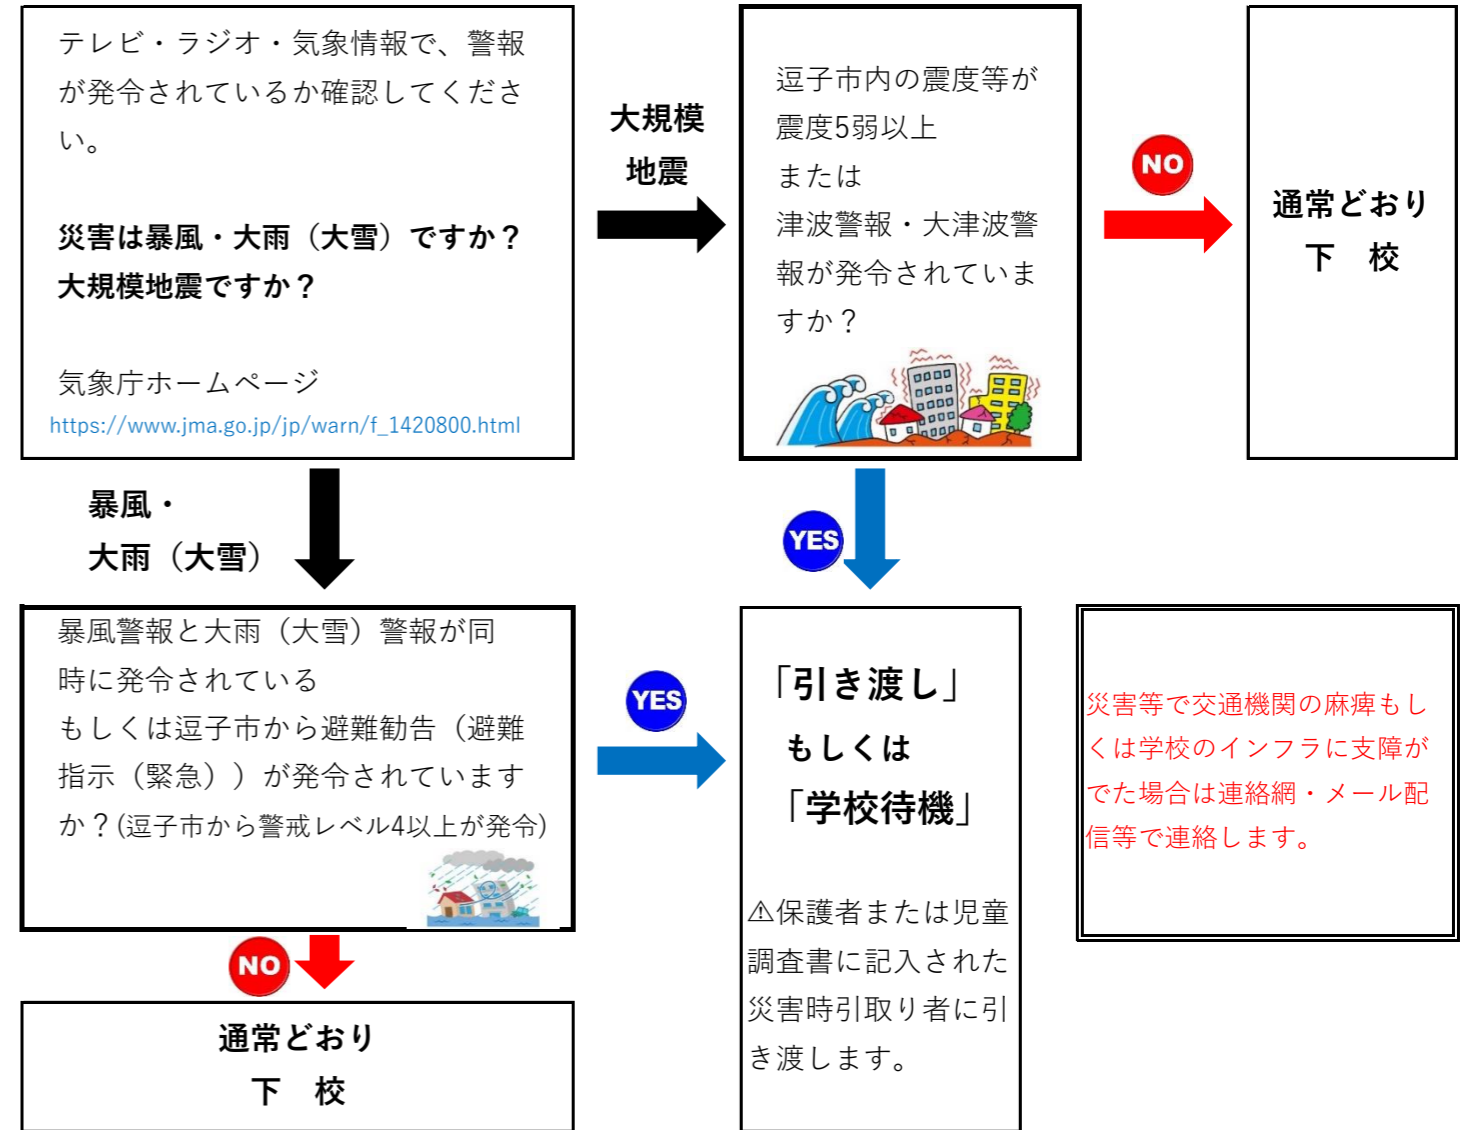 テレビ・ラジオ・気象情報で、警報
が発令されているか確認してくださ
い。
災害は暴風・大雨（大雪）ですか？
大規模地震ですか？
気象庁ホームページ
https://www.jma.go.jp/jp/warn/f_1420800.html
大規模
地震
逗子市内の震度等が
震度5弱以上
または
津波警報・大津波警
報が発令されていま
すか？
NO
通常どおり
下　校
暴風・
大雨（大雪）
YES
暴風警報と大雨（大雪）警報が同
時に発令されている
もしくは逗子市から避難勧告（避難
指示（緊急））が発令されています
か？(逗子市から警戒レベル4以上が発令)
YES
「引き渡し」
もしくは
「学校待機」
⚠保護者または児童
調査書に記入された
災害時引取り者に引
き渡します。
災害等で交通機関の麻痺もし
くは学校のインフラに支障が
でた場合は連絡網・メール配
信等で連絡します。
NO
通常どおり
下　校